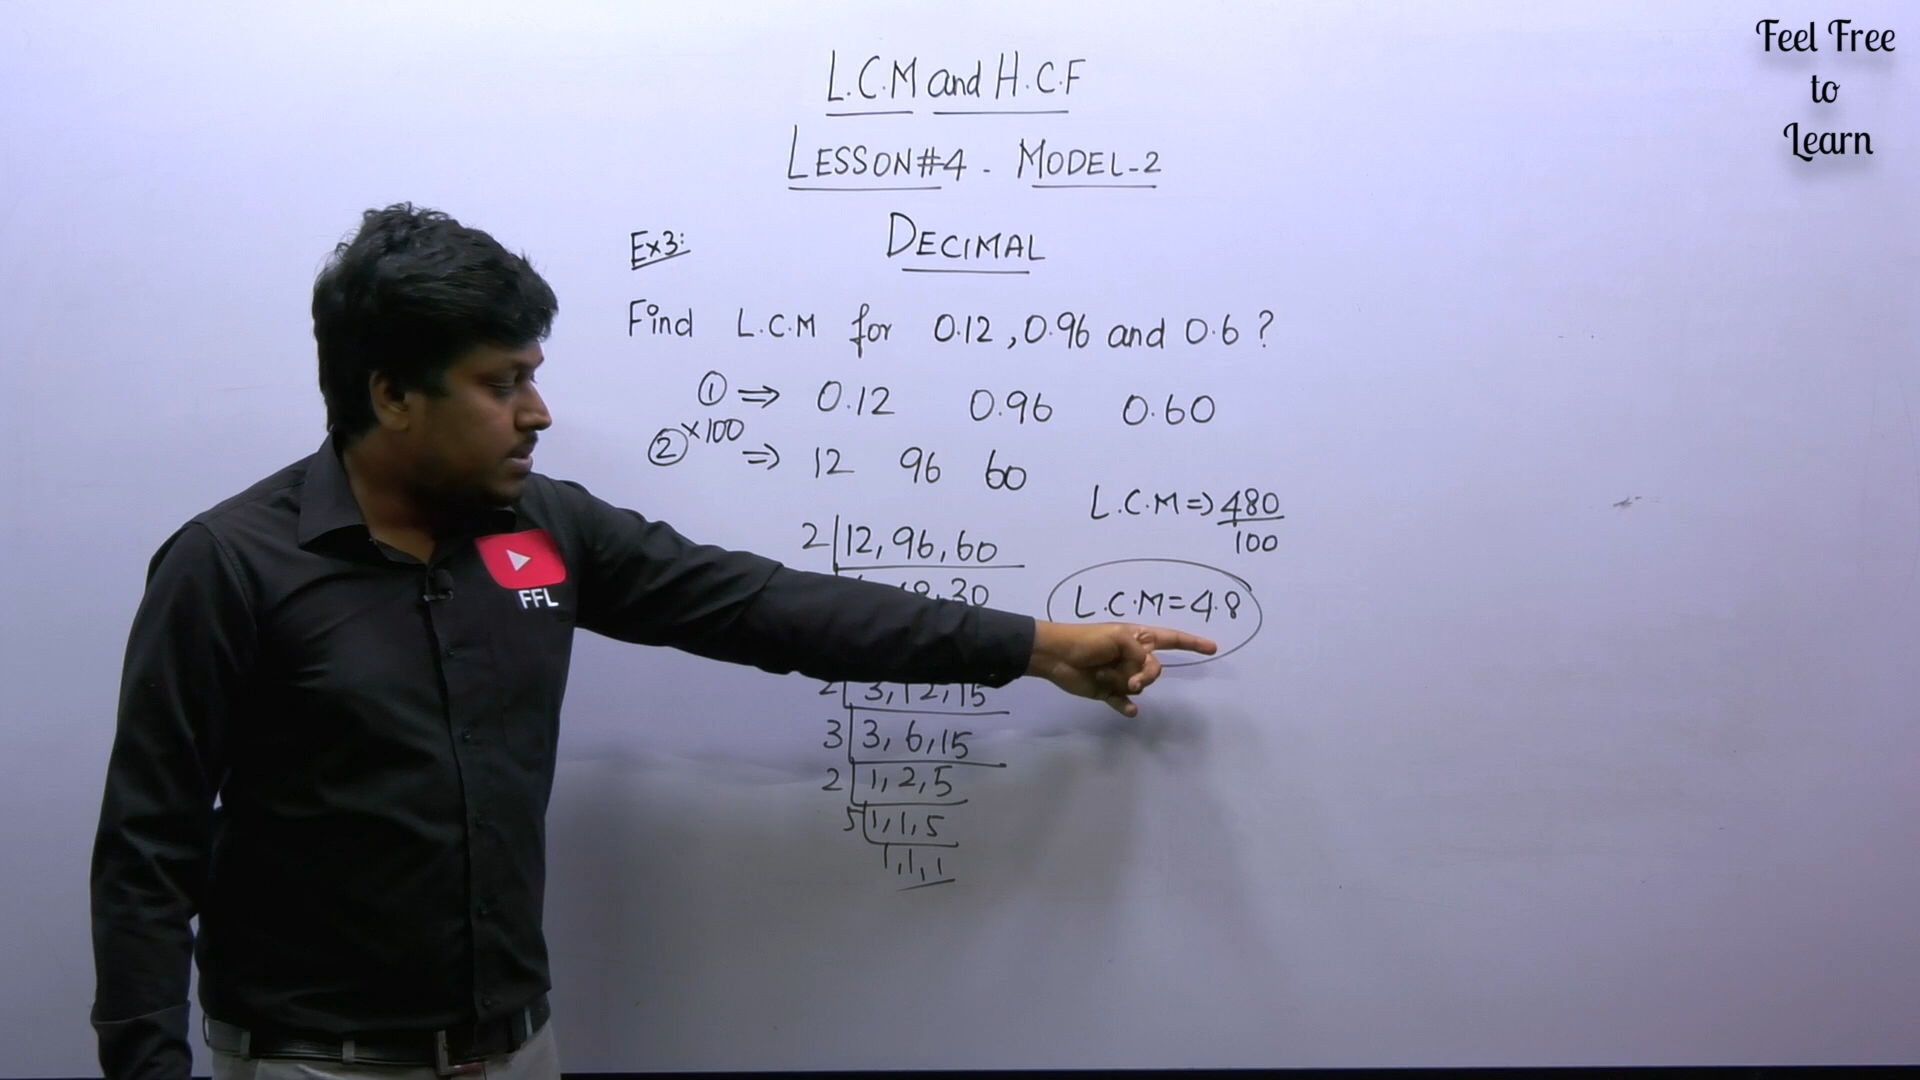 Feel Free
to
Learn
L.C.M and H.C.F
LESSON#4 - MODEL-2
DECIMAL
Ex3:
Find L.C.M for 0.12, 0.96 and 0.6?
① ⇒ 0.12 0.96 0.60
② ×100 ⇒ 12 96 60
L.C.M ⇒ 480
100
L.C.M = 4.8
2 | 12, 96, 60
30
3, 12, 15
3 | 3, 6, 15
2 | 1, 2, 5
5 | 1, 1, 5
1, 1, 1
FFL